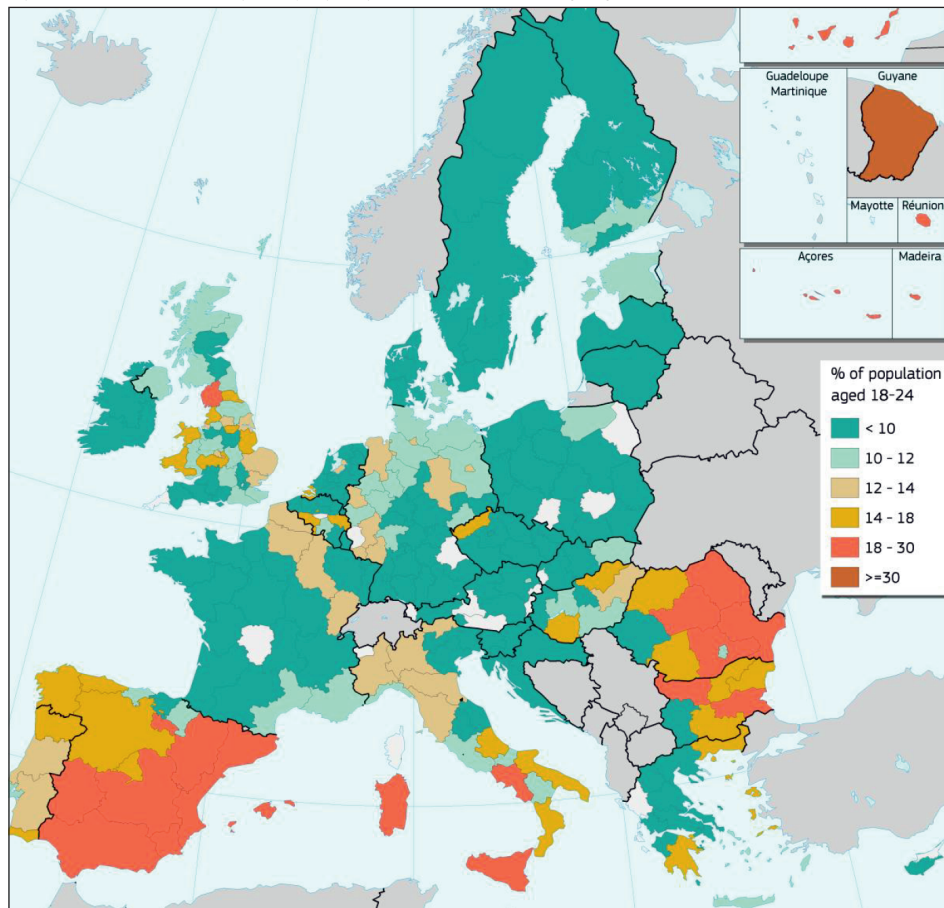 Guadeloupe
Martinique
Guyane
Mayotte
Réunion
Açores
Madeira
% of population
aged 18-24
< 10
10 - 12
12 - 14
14 - 18
18 - 30
>=30